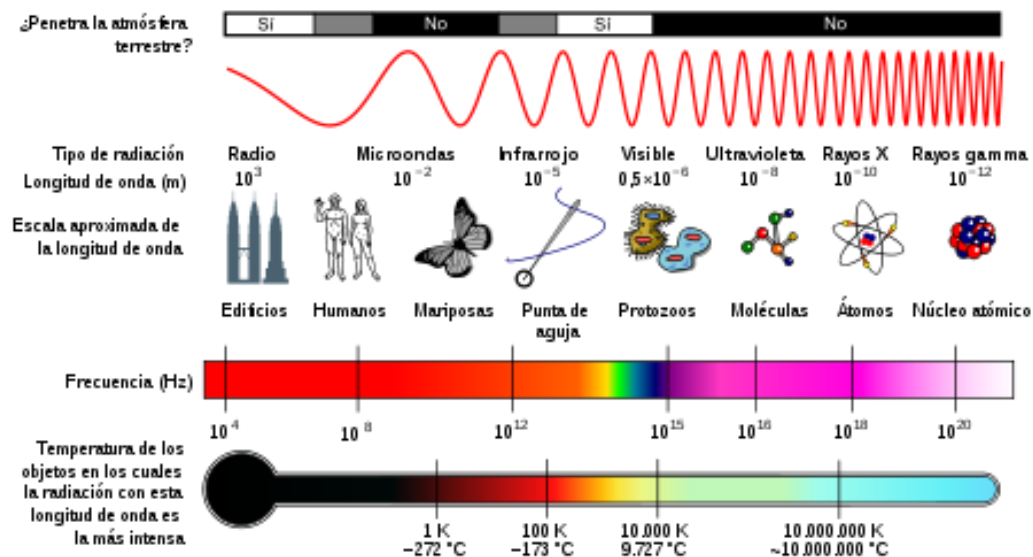 ¿Penetra la atmósfera
terrestre?
Sí No Sí No
Tipo de radiación Radio Microondas Infrarrojo Visible Ultravioleta Rayos X Rayos gamma
Longitud de onda (m) 10³ 10⁻² 10⁻⁵ 0,5×10⁻⁶ 10⁻⁸ 10⁻¹⁰ 10⁻¹²
Escala aproximada de
la longitud de onda
Edificios Humanos Mariposas Punta de
aguja Protozoos Moléculas Átomos Núcleo atómico
Frecuencia (Hz)
10⁴ 10⁸ 10¹² 10¹⁵ 10¹⁶ 10¹⁸ 10²⁰
Temperatura de los
objetos en los cuales
la radiación con esta
longitud de onda es
la más intensa
1 K 100 K 10.000 K 10.000.000 K
−272 °C −173 °C 9.727 °C ~10.000.000 °C